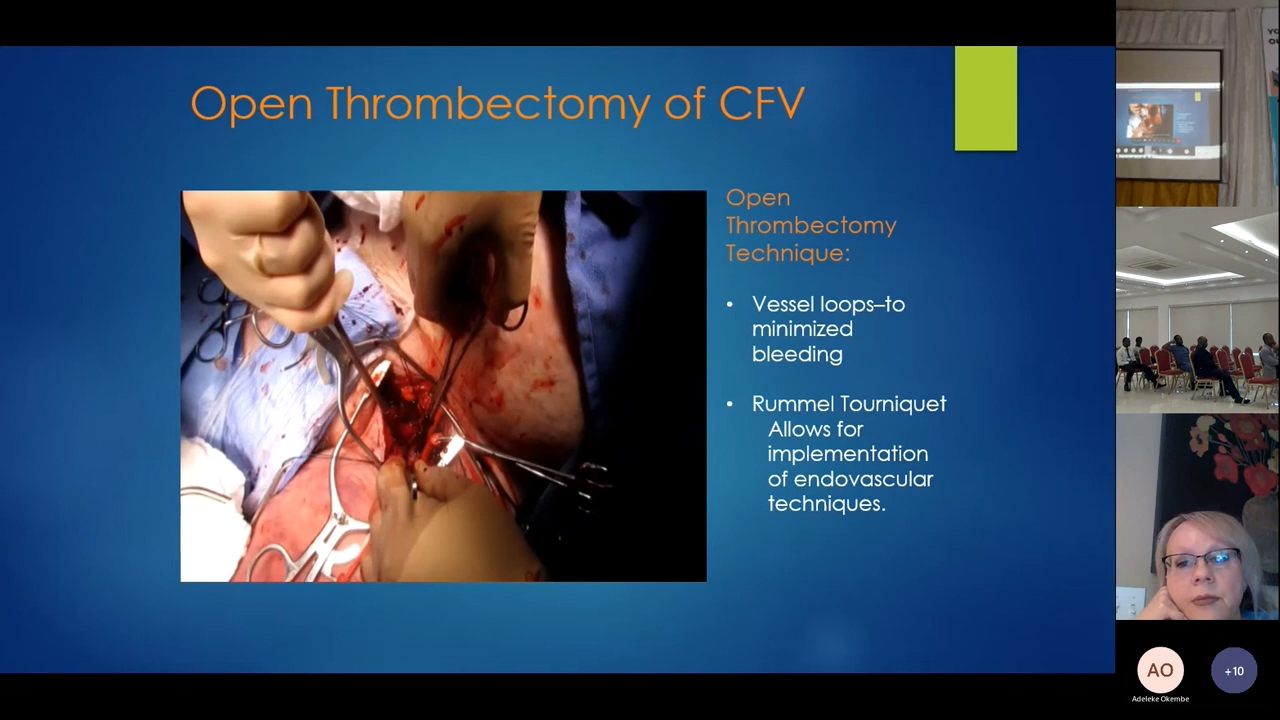 Open Thrombectomy of CFV
Open
Thrombectomy
Technique:
• Vessel loops–to
minimized
bleeding
• Rummel Tourniquet
Allows for
implementation
of endovascular
techniques.
AO
+10
Adeleke Okembe